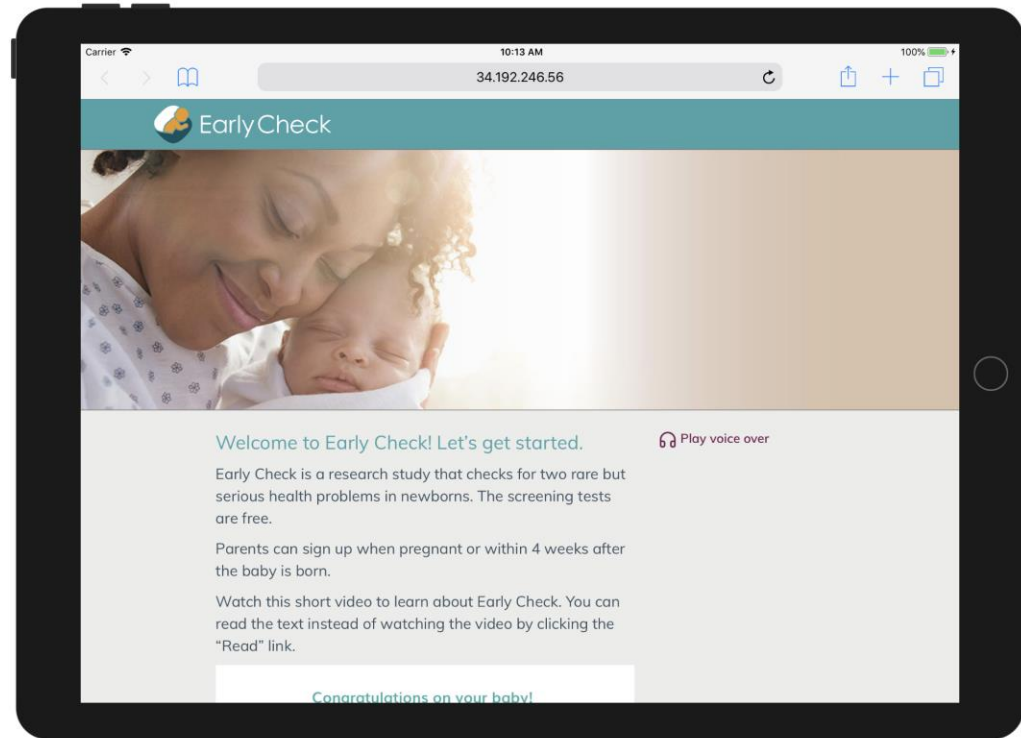 Carrier
10:13 AM
100%
34.192.246.56
Early Check
Welcome to Early Check! Let's get started.
Play voice over
Early Check is a research study that checks for two rare but
serious health problems in newborns. The screening tests
are free.
Parents can sign up when pregnant or within 4 weeks after
the baby is born.
Watch this short video to learn about Early Check. You can
read the text instead of watching the video by clicking the
“Read” link.
Congratulations on your baby!